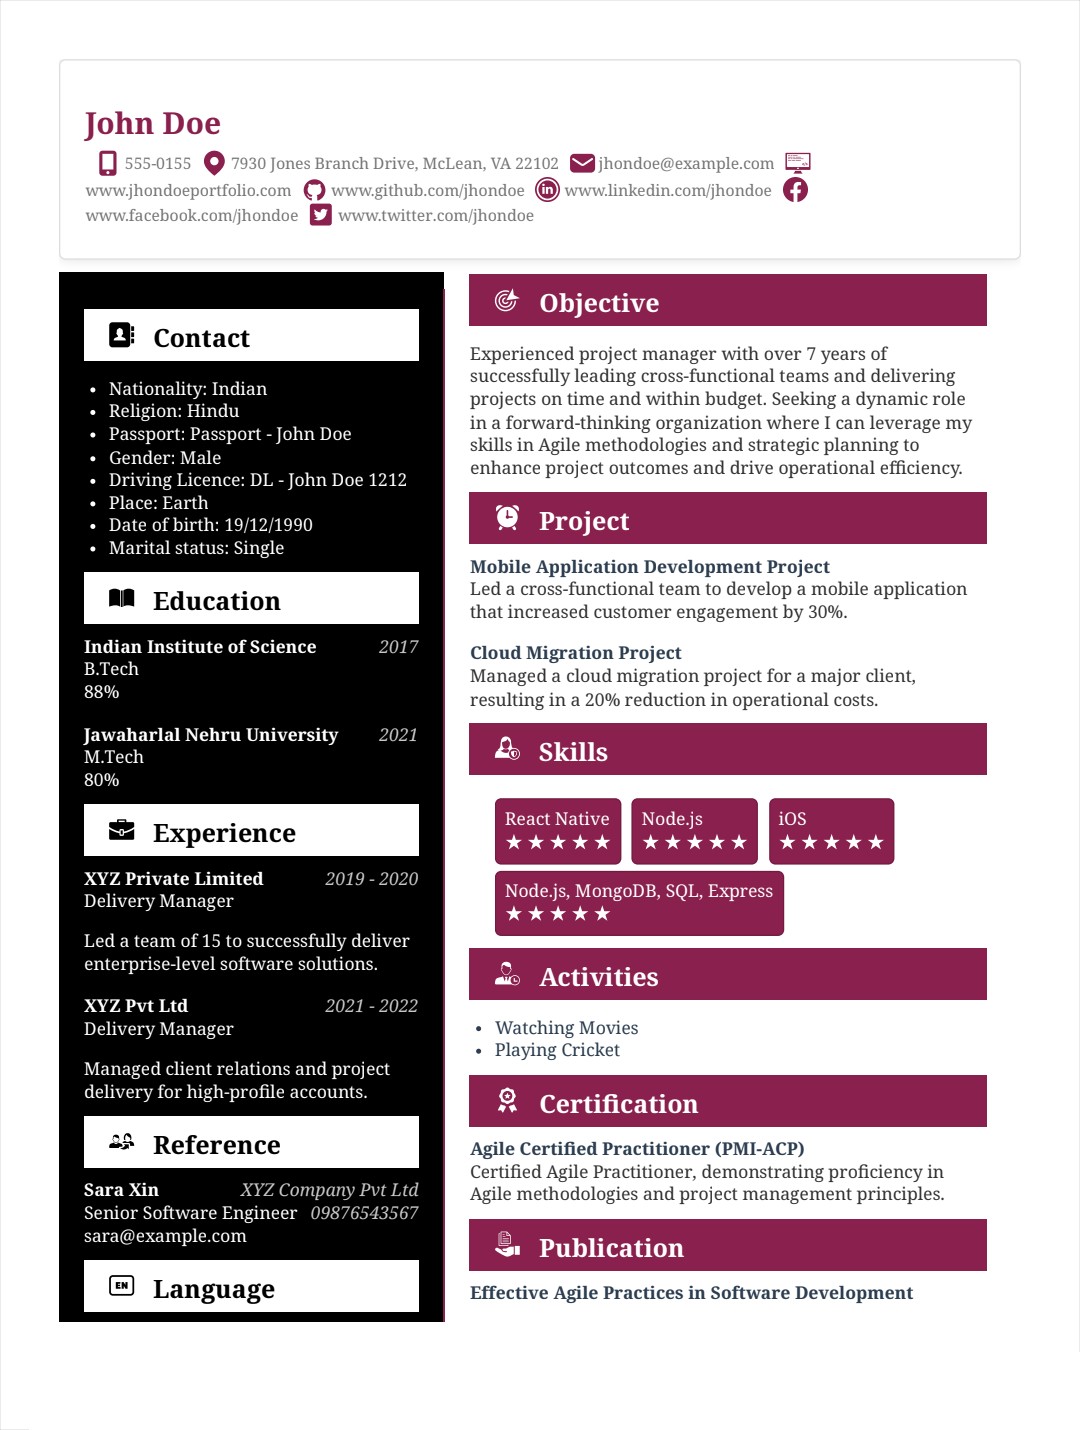 John Doe
555-0155 7930 Jones Branch Drive, McLean, VA 22102 jhondoe@example.com
www.jhondoeportfolio.com www.github.com/jhondoe www.linkedin.com/jhondoe
www.facebook.com/jhondoe www.twitter.com/jhondoe
Contact
• Nationality: Indian
• Religion: Hindu
• Passport: Passport - John Doe
• Gender: Male
• Driving Licence: DL - John Doe 1212
• Place: Earth
• Date of birth: 19/12/1990
• Marital status: Single
Education
Indian Institute of Science 2017
B.Tech
88%
Jawaharlal Nehru University 2021
M.Tech
80%
Experience
XYZ Private Limited 2019 - 2020
Delivery Manager
Led a team of 15 to successfully deliver
enterprise-level software solutions.
XYZ Pvt Ltd 2021 - 2022
Delivery Manager
Managed client relations and project
delivery for high-profile accounts.
Reference
Sara Xin XYZ Company Pvt Ltd
Senior Software Engineer 09876543567
sara@example.com
EN Language
Objective
Experienced project manager with over 7 years of
successfully leading cross-functional teams and delivering
projects on time and within budget. Seeking a dynamic role
in a forward-thinking organization where I can leverage my
skills in Agile methodologies and strategic planning to
enhance project outcomes and drive operational efficiency.
Project
Mobile Application Development Project
Led a cross-functional team to develop a mobile application
that increased customer engagement by 30%.
Cloud Migration Project
Managed a cloud migration project for a major client,
resulting in a 20% reduction in operational costs.
Skills
React Native Node.js iOS
★ ★ ★ ★ ★ ★ ★ ★ ★ ★ ★ ★ ★ ★ ★
Node.js, MongoDB, SQL, Express
★ ★ ★ ★ ★
Activities
• Watching Movies
• Playing Cricket
Certification
Agile Certified Practitioner (PMI-ACP)
Certified Agile Practitioner, demonstrating proficiency in
Agile methodologies and project management principles.
Publication
Effective Agile Practices in Software Development